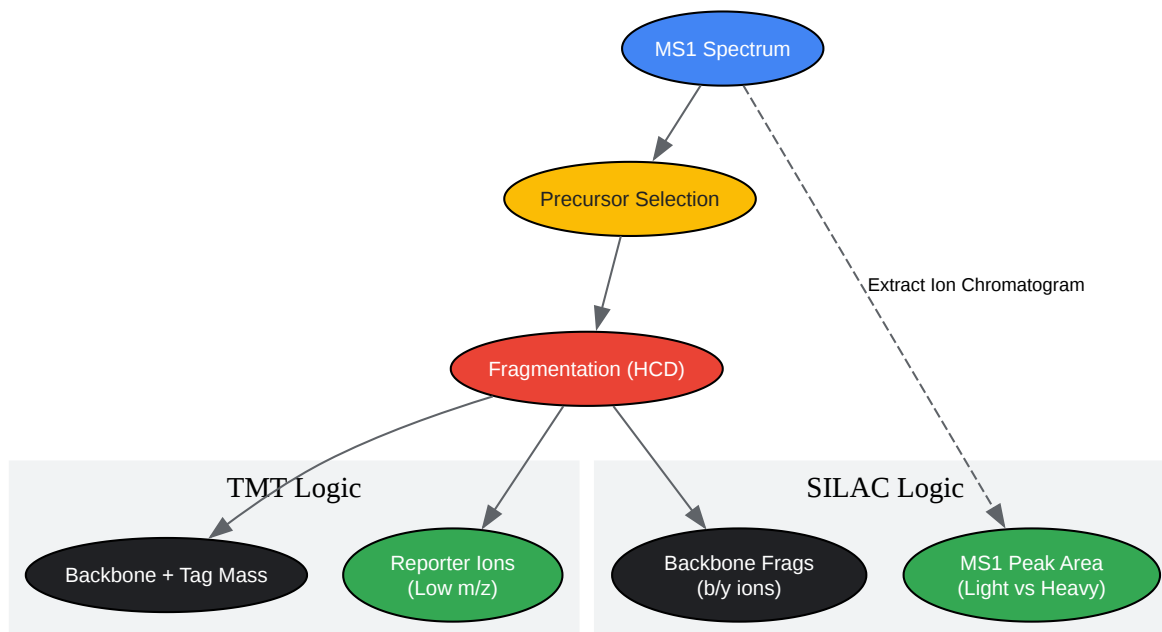 MS1 Spectrum
Precursor Selection
Extract Ion Chromatogram
Fragmentation (HCD)
TMT Logic
SILAC Logic
Backbone + Tag Mass
Reporter Ions
(Low m/z)
Backbone Frags
(b/y ions)
MS1 Peak Area
(Light vs Heavy)